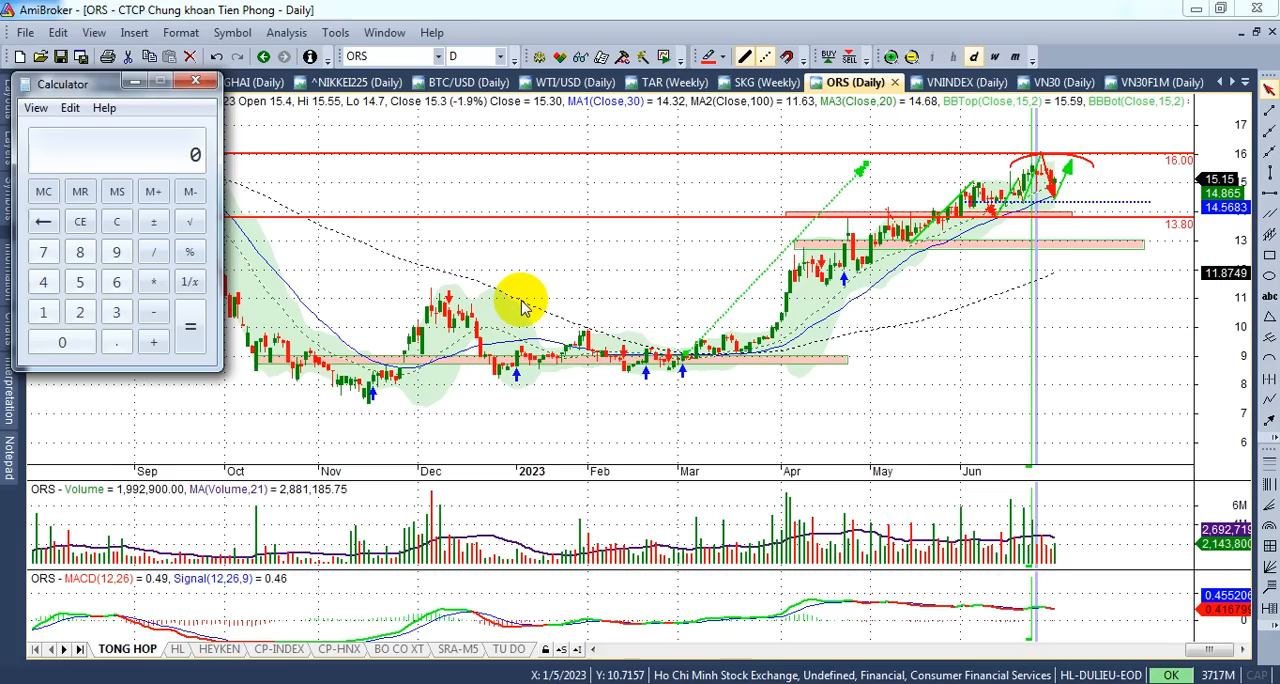 AmiBroker - [ORS - CTCP Chung khoan Tien Phong - Daily]
File Edit View Insert Format Symbol Analysis Tools Window Help
ORS D BUY SELL i h d w m
GHAI (Daily) ^NIKKEI225 (Daily) BTC/USD (Daily) WTI/USD (Daily) TAR (Weekly) SKG (Weekly) ORS (Daily) VNINDEX (Daily) VN30 (Daily) VN30F1M (Daily)
Calculator
View Edit Help
0
MC MR MS M+ M-
← CE C ± √
7 8 9 / %
4 5 6 * 1/x
1 2 3 - =
0 . +
23 Open 15.4, Hi 15.55, Lo 14.7, Close 15.3 (-1.9%) Close = 15.30, MA1(Close,30) = 14.32, MA2(Close,100) = 11.63, MA3(Close,20) = 14.68, BBTop(Close,15,2) = 15.59, BBBot(Close,15,2) =
17
16
16.00
15.15
15
14.865
14.5683
13.80
13
11.8749
11
10
9
8
7
6
Sep Oct Nov Dec 2023 Feb Mar Apr May Jun
ORS - Volume = 1,992,900.00, MA(Volume,21) = 2,881,185.75
6M
2,692,719
2,143,800
ORS - MACD(12,26) = 0.49, Signal(12,26,9) = 0.46
0.455206
0.416799
0
TONG HOP HL HEYKEN CP-INDEX CP-HNX BO CO XT SRA-M5 TU DO
X: 1/5/2023 Y: 10.7157 Ho Chi Minh Stock Exchange, Undefined, Financial, Consumer Financial Services HL-DULIEU-EOD OK 3717M CAP
abc
Notepad